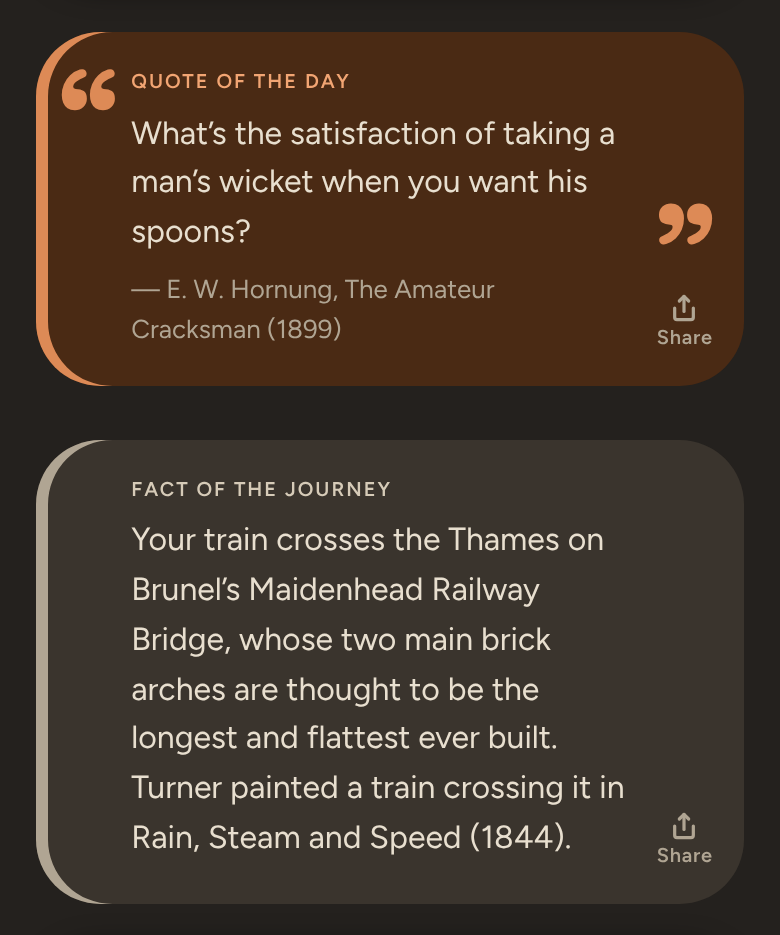 “ QUOTE OF THE DAY
What’s the satisfaction of taking a
man’s wicket when you want his
spoons?
”
— E. W. Hornung, The Amateur
Cracksman (1899)
Share
FACT OF THE JOURNEY
Your train crosses the Thames on
Brunel’s Maidenhead Railway
Bridge, whose two main brick
arches are thought to be the
longest and flattest ever built.
Turner painted a train crossing it in
Rain, Steam and Speed (1844).
Share